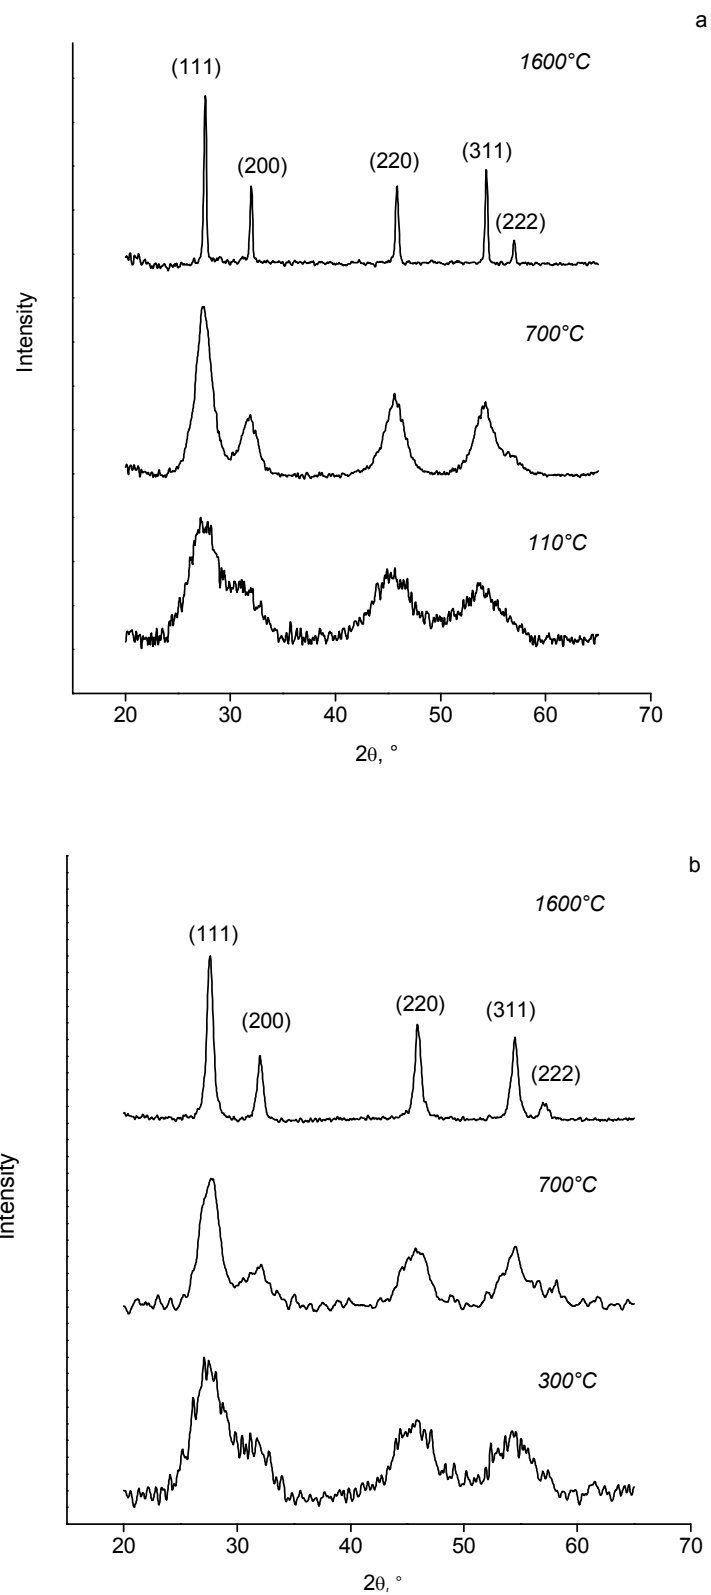 a
1600°C
(111)
(311)
(220)
(200)
(222)
700°C
Intensity
110°C
20 30 40 50 60 70
2θ, °
b
1600°C
(111)
(220)
(311)
(200)
(222)
700°C
Intensity
300°C
20 30 40 50 60 70
2θ, °